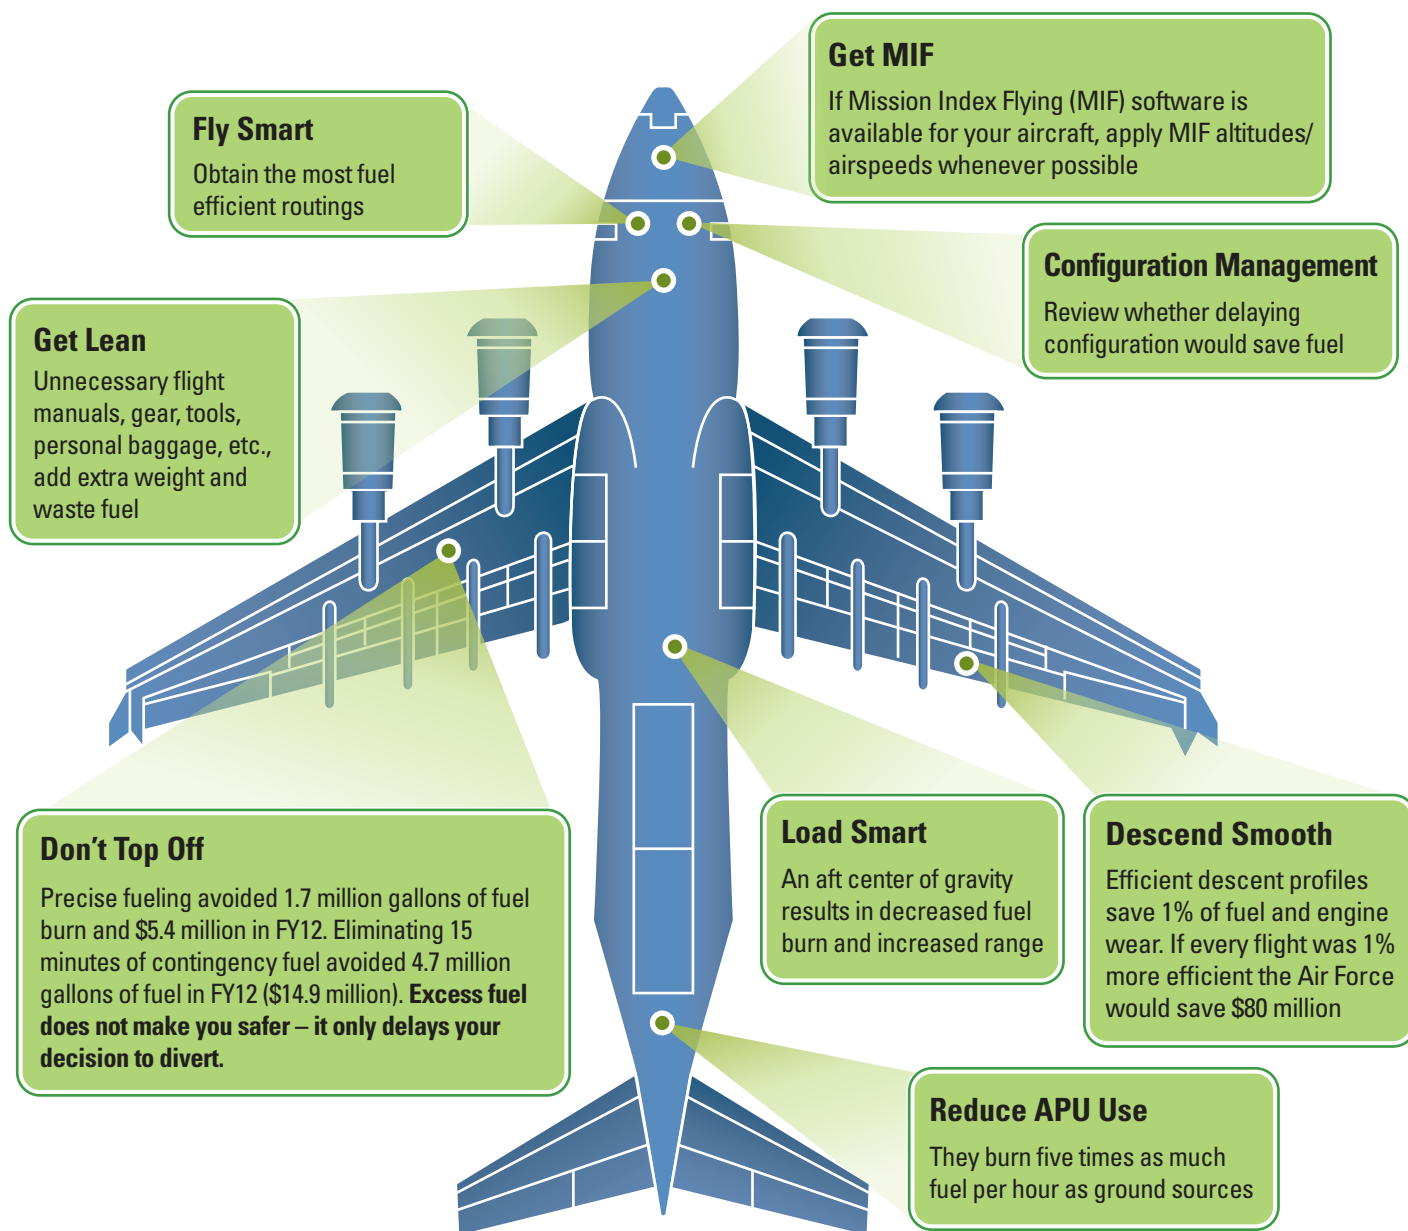 Get MIF
If Mission Index Flying (MIF) software is
available for your aircraft, apply MIF altitudes/
airspeeds whenever possible
Fly Smart
Obtain the most fuel
efficient routings
Configuration Management
Review whether delaying
configuration would save fuel
Get Lean
Unnecessary flight
manuals, gear, tools,
personal baggage, etc.,
add extra weight and
waste fuel
Don't Top Off
Precise fueling avoided 1.7 million gallons of fuel
burn and $5.4 million in FY12. Eliminating 15
minutes of contingency fuel avoided 4.7 million
gallons of fuel in FY12 ($14.9 million). Excess fuel
does not make you safer – it only delays your
decision to divert.
Load Smart
An aft center of gravity
results in decreased fuel
burn and increased range
Descend Smooth
Efficient descent profiles
save 1% of fuel and engine
wear. If every flight was 1%
more efficient the Air Force
would save $80 million
Reduce APU Use
They burn five times as much
fuel per hour as ground sources